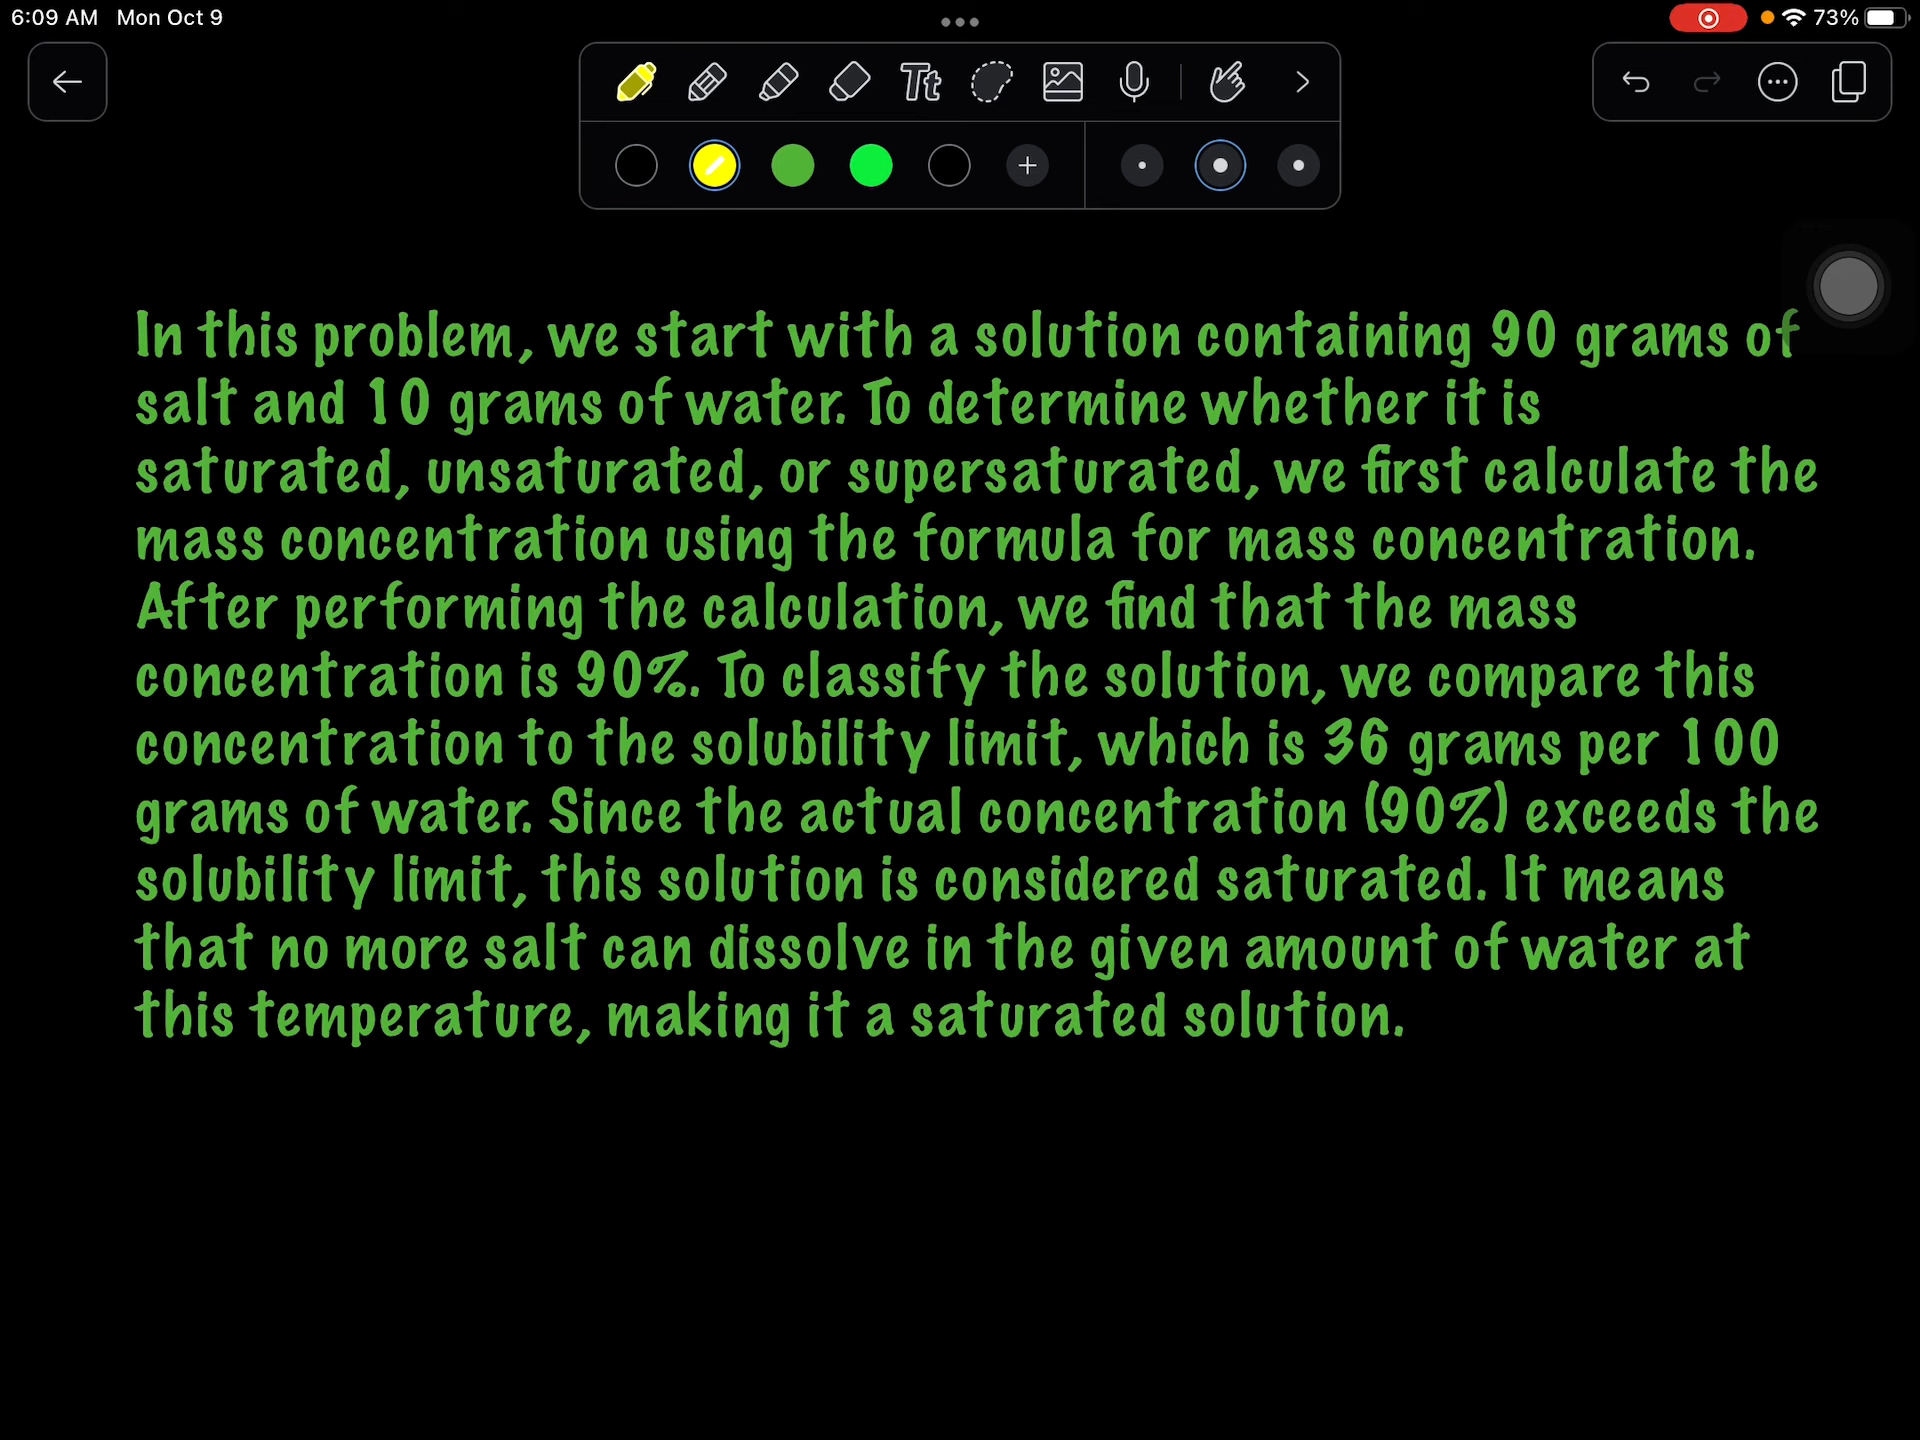 6:09 AM Mon Oct 9
73%
Tt
In this problem, we start with a solution containing 90 grams of
salt and 10 grams of water. To determine whether it is
saturated, unsaturated, or supersaturated, we first calculate the
mass concentration using the formula for mass concentration.
After performing the calculation, we find that the mass
concentration is 90%. To classify the solution, we compare this
concentration to the solubility limit, which is 36 grams per 100
grams of water. Since the actual concentration (90%) exceeds the
solubility limit, this solution is considered saturated. It means
that no more salt can dissolve in the given amount of water at
this temperature, making it a saturated solution.